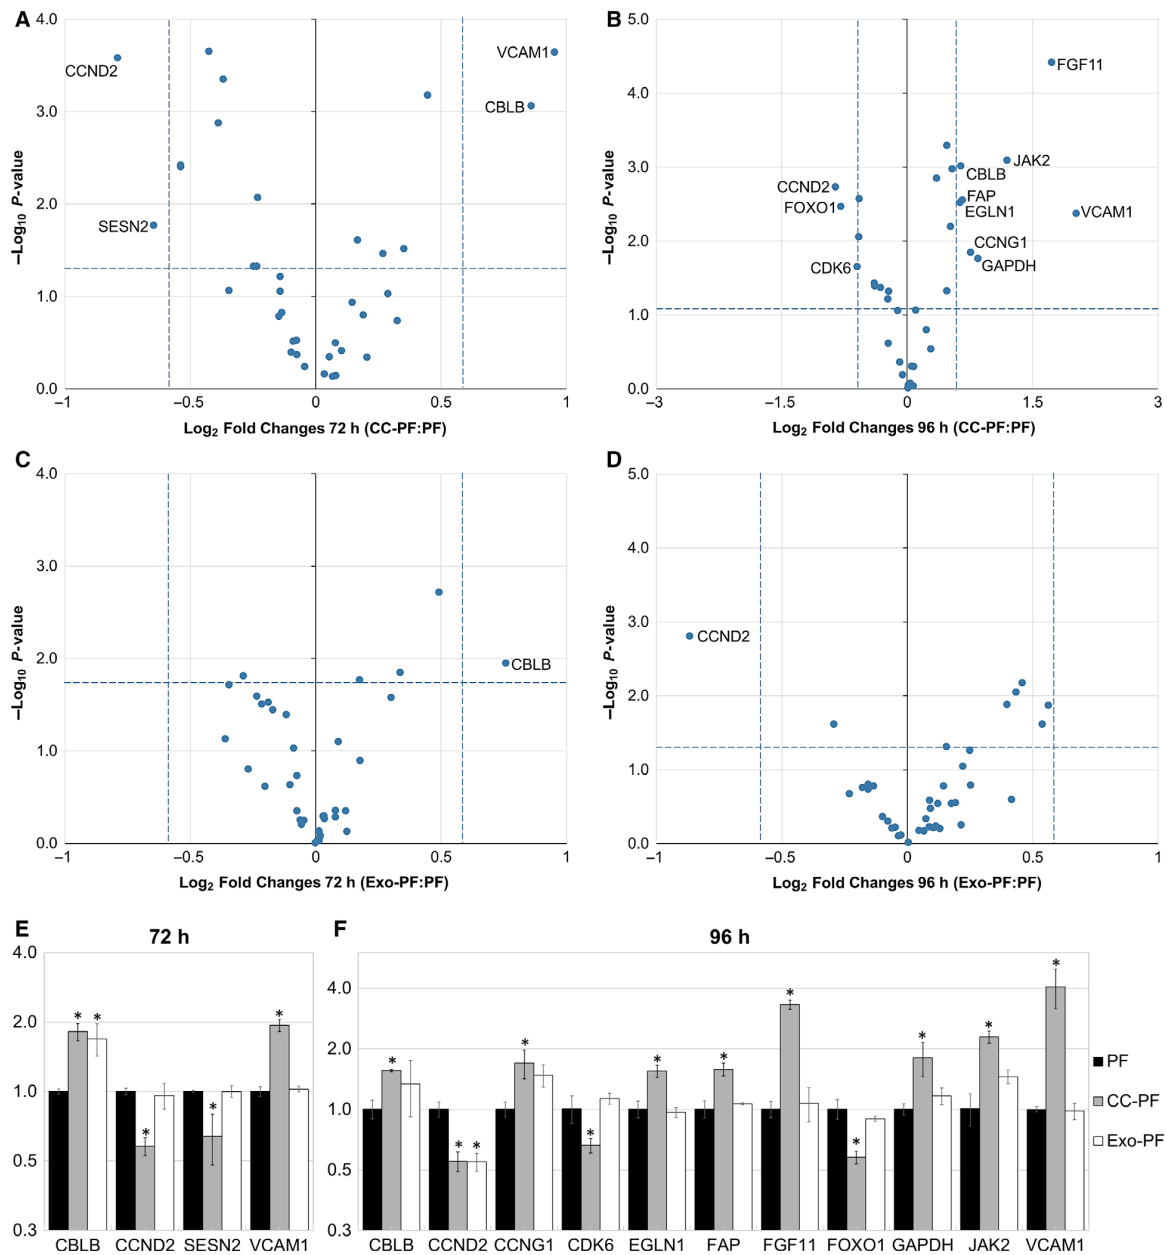 A
4.0
3.0
2.0
1.0
0.0
–Log10 P-value
CCND2
VCAM1
CBLB
SESN2
–1
–0.5
0
0.5
1
Log2 Fold Changes 72 h (CC-PF:PF)
B
5.0
4.0
3.0
2.0
1.0
0.0
–Log10 P-value
FGF11
JAK2
CBLB
CCND2
FAP
FOXO1
EGLN1
VCAM1
CCNG1
GAPDH
CDK6
–3
–1.5
0
1.5
3
Log2 Fold Changes 96 h (CC-PF:PF)
C
4.0
3.0
2.0
1.0
0.0
–Log10 P-value
CBLB
–1
–0.5
0
0.5
1
Log2 Fold Changes 72 h (Exo-PF:PF)
D
5.0
4.0
3.0
2.0
1.0
0.0
–Log10 P-value
CCND2
–1
–0.5
0
0.5
1
Log2 Fold Changes 96 h (Exo-PF:PF)
E
72 h
4.0
2.0
1.0
0.5
0.3
* * * * *
CBLB CCND2 SESN2 VCAM1
F
96 h
4.0
2.0
1.0
0.5
0.3
* * * * * * * * * * * *
CBLB CCND2 CCNG1 CDK6 EGLN1 FAP FGF11 FOXO1 GAPDH JAK2 VCAM1
PF
CC-PF
Exo-PF